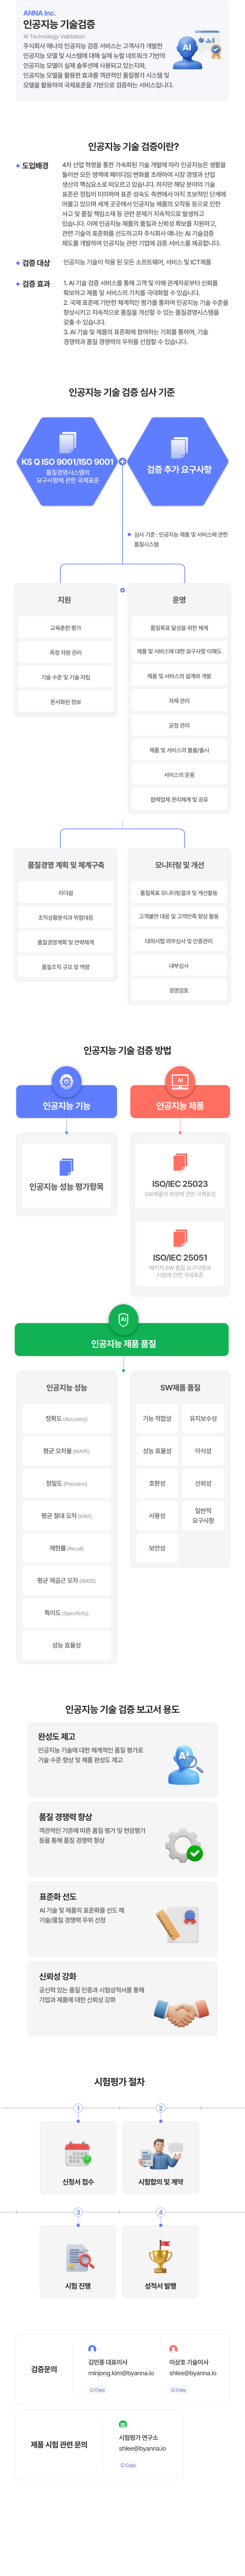 ANNA Inc.
인공지능 기술검증
AI Technology Validation
주식회사 애나의 인공지능 검증 서비스는 고객사가 개발한
인공지능 모델 및 시스템에 대해 실제 뉴럴 네트워크 기반의
인공지능 모델이 실제 솔루션에 사용되고 있는지와,
인공지능 모델을 활용한 효과를 객관적인 품질평가 시스템 및
모델을 활용하여 국제표준을 기반으로 검증하는 서비스입니다.
AI
인공지능 기술 검증이란?
도입배경
4차 산업 혁명을 통한 가속화된 기술 개발에 따라 인공지능은 생활을
둘러싼 모든 영역에 패러다임 변화를 초래하며 시장 경쟁과 산업
생산의 핵심요소로 떠오르고 있습니다. 하지만 해당 분야의 기술
표준은 정립이 미미하여 표준 성숙도 측면에서 아직 초보적인 단계에
머물고 있으며 세계 곳곳에서 인공지능 제품의 오작동 등으로 인한
사고 및 품질 책임소재 등 관련 문제가 지속적으로 발생하고
있습니다. 이에 인공지능 제품의 품질과 신뢰성 확보를 지원하고,
관련 기술의 표준화를 선도하고자 주식회사 애나는 AI 기술검증
제도를 개발하여 인공지능 관련 기업에 검증 서비스를 제공합니다.
검증 대상
인공지능 기술이 적용 된 모든 소프트웨어, 서비스 및 ICT제품
검증 효과
1. AI 기술 검증 서비스를 통해 고객 및 이해 관계자로부터 신뢰를
확보하고 제품 및 서비스의 가치를 극대화할 수 있습니다.
2. 국제 표준에 기반한 체계적인 평가를 통하여 인공지능 기술 수준을
향상시키고 지속적으로 품질을 개선할 수 있는 품질경영시스템을
갖출 수 있습니다.
3. AI 기술 및 제품의 표준화에 참여하는 기회를 통하여, 기술
경쟁력과 품질 경쟁력의 우위를 선점할 수 있습니다.
인공지능 기술 검증 심사 기준
KS Q ISO 9001/ISO 9001
품질경영시스템의
요구사항에 관한 국제표준
검증 추가 요구사항
심사 기준 : 인공지능 제품 및 서비스에 관한
품질시스템
지원
교육훈련 평가
측정 자원 관리
기술 수준 및 기술 자립
문서화된 정보
운영
품질목표 달성을 위한 체계
제품 및 서비스에 대한 요구사항 이해도
제품 및 서비스의 설계와 개발
자재 관리
공정 관리
제품 및 서비스의 불출/출시
서비스의 운용
협력업체 관리체계 및 공유
품질경영 계획 및 체계구축
리더쉽
조직상황분석과 위험대응
품질경영계획 및 전략체계
품질조직 규모 및 역량
모니터링 및 개선
품질목표 모니터링결과 및 개선활동
고객불만 대응 및 고객만족 향상 활동
대외시험 외부심사 및 인증관리
내부심사
경영검토
인공지능 기술 검증 방법
인공지능 기능
인공지능 성능 평가항목
AI
인공지능 제품
ISO/IEC 25023
SW제품의 측정에 관한 국제표준
ISO/IEC 25051
패키지 SW 품질 요구사항과
시험에 관한 국제표준
AI
인공지능 제품 품질
인공지능 성능
정확도 (Accuracy)
평균 오차율 (MAPE)
정밀도 (Precision)
평균 절대 오차 (MAE)
재현률 (Recall)
평균 제곱근 오차 (RMSE)
특이도 (Specificity)
성능 효율성
SW제품 품질
기능 적합성
유지보수성
성능 효율성
이식성
호환성
신뢰성
사용성
일반적
요구사항
보안성
인공지능 기술 검증 보고서 용도
완성도 제고
인공지능 기술에 대한 체계적인 품질 평가로
기술 수준 향상 및 제품 완성도 제고
AI
품질 경쟁력 향상
객관적인 기준에 따른 품질 평가 및 현장평가
등을 통해 품질 경쟁력 향상
표준화 선도
AI 기술 및 제품의 표준화를 선도 해
기술/품질 경쟁력 우위 선정
신뢰성 강화
공신력 있는 품질 인증과 시험성적서를 통해
기업과 제품에 대한 신뢰성 강화
시험평가 절차
1
신청서 접수
2
시험합의 및 계약
3
시험 진행
4
성적서 발행
검증문의
김민종 대표이사
minjong.kim@byanna.io
Copy
이상호 기술이사
shlee@byanna.io
Copy
제품 시험 관련 문의
시험평가 연구소
shlee@byanna.io
Copy